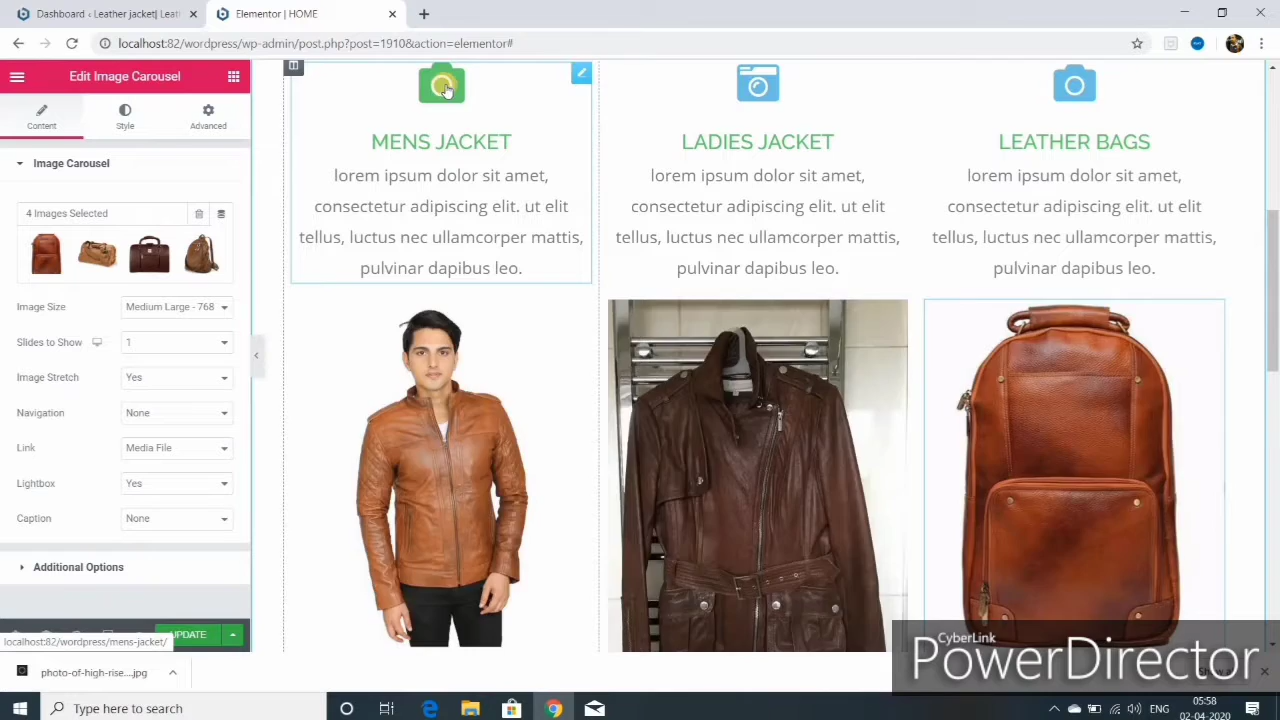 Dashboard ‹ Leather jacket| Leatl
Elementor | HOME
localhost:82/wordpress/wp-admin/post.php?post=1910&action=elementor#
Edit Image Carousel
Content
Style
Advanced
Image Carousel
4 Images Selected
Image Size
Medium Large - 768
Slides to Show
1
Image Stretch
Yes
Navigation
None
Link
Media File
Lightbox
Yes
Caption
None
Additional Options
UPDATE
localhost:82/wordpress/mens-jacket/
MENS JACKET
lorem ipsum dolor sit amet,
consectetur adipiscing elit. ut elit
tellus, luctus nec ullamcorper mattis,
pulvinar dapibus leo.
LADIES JACKET
lorem ipsum dolor sit amet,
consectetur adipiscing elit. ut elit
tellus, luctus nec ullamcorper mattis,
pulvinar dapibus leo.
LEATHER BAGS
lorem ipsum dolor sit amet,
consectetur adipiscing elit. ut elit
tellus, luctus nec ullamcorper mattis,
pulvinar dapibus leo.
CyberLink
PowerDirector
photo-of-high-rise....jpg
Type here to search
ENG
05:58
02-04-2020